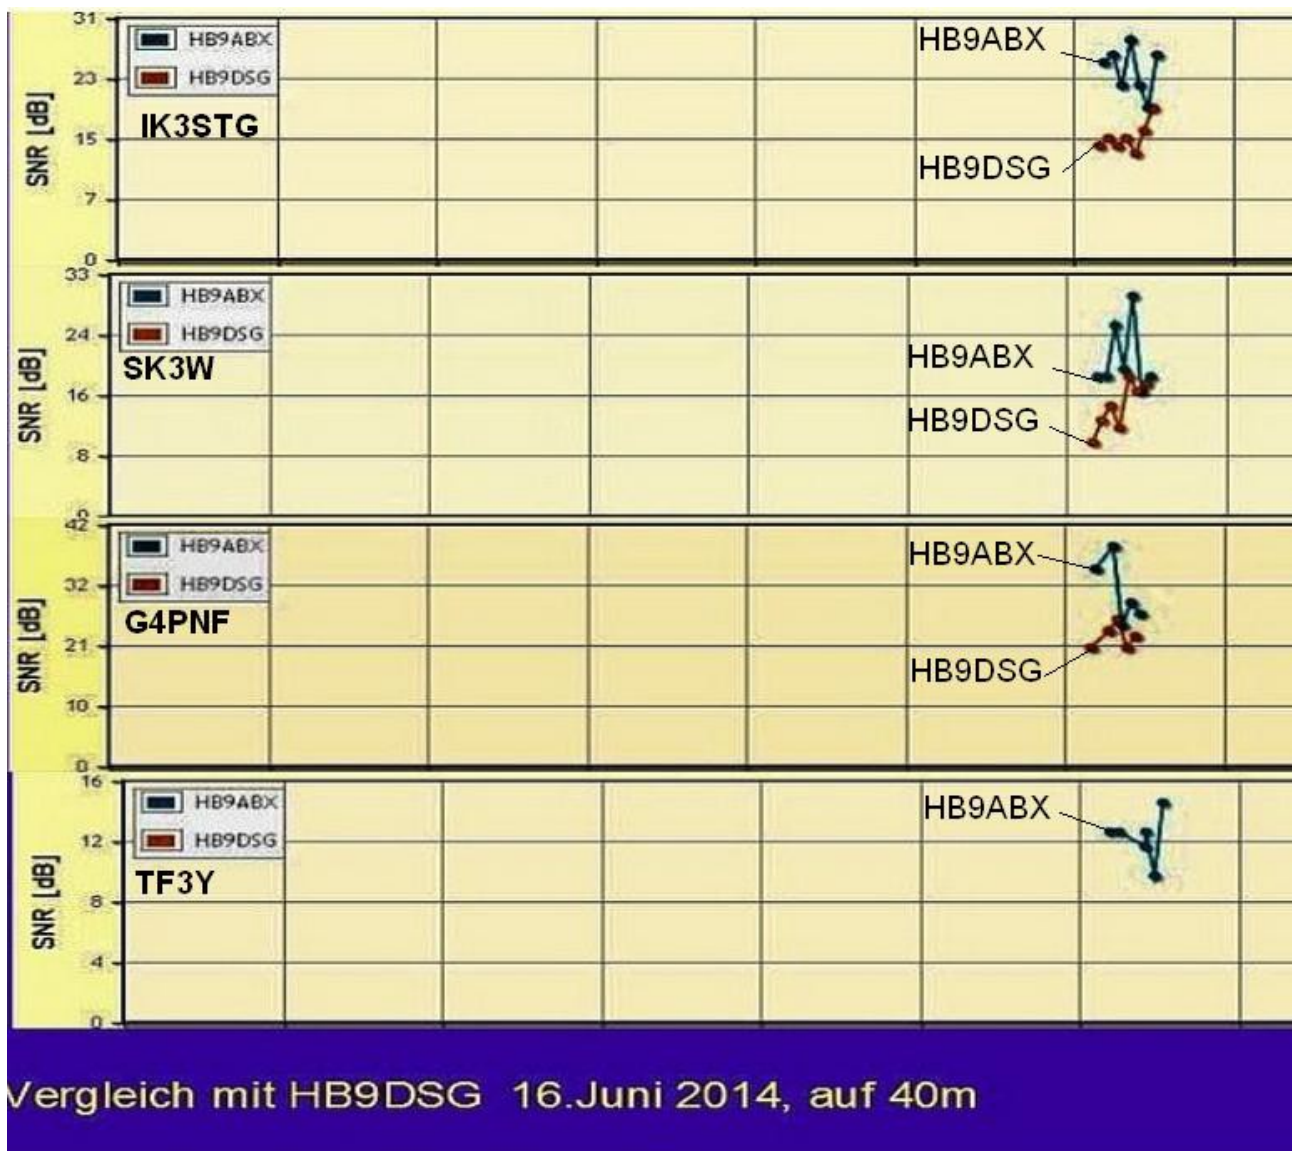 31
HB9ABX
HB9DSG
IK3STG
SNR [dB]
23
15
7
0
HB9ABX
HB9DSG
33
HB9ABX
HB9DSG
SK3W
SNR [dB]
24
16
8
0
HB9ABX
HB9DSG
42
HB9ABX
HB9DSG
G4PNF
SNR [dB]
32
21
10
0
HB9ABX
HB9DSG
16
HB9ABX
HB9DSG
TF3Y
SNR [dB]
12
8
4
0
HB9ABX
Vergleich mit HB9DSG 16.Juni 2014, auf 40m